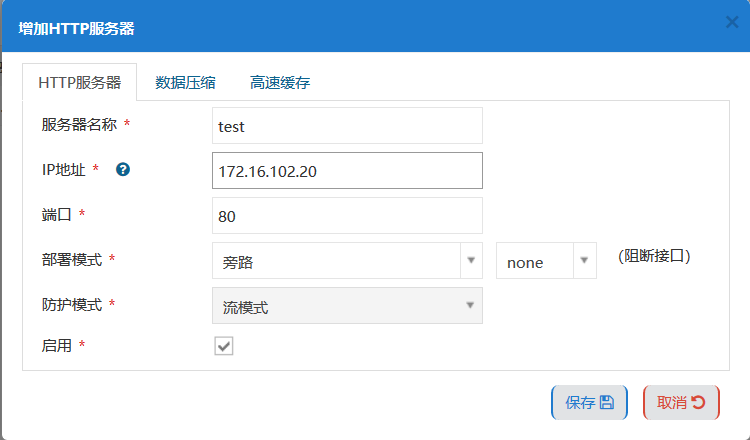 增加HTTP服务器
HTTP服务器 数据压缩 高速缓存
服务器名称 * test
IP地址 * 172.16.102.20
端口 * 80
部署模式 * 旁路 none (阻断接口)
防护模式 * 流模式
启用 *
保存 取消